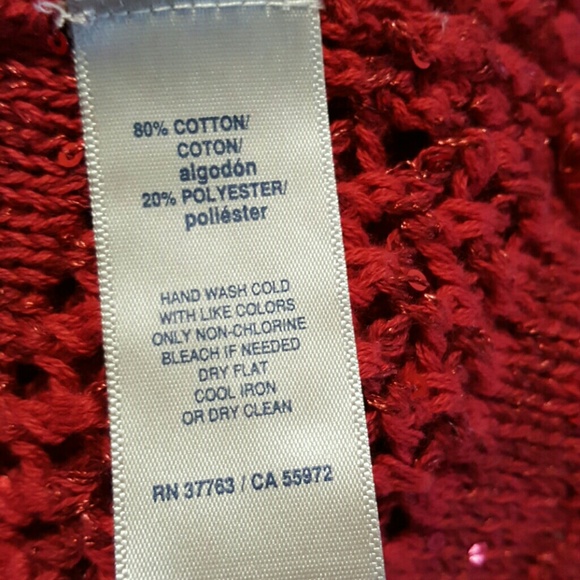 80% COTTON/
COTON/
algodón
20% POLYESTER/
poliéster
HAND WASH COLD
WITH LIKE COLORS
ONLY NON-CHLORINE
BLEACH IF NEEDED
DRY FLAT
COOL IRON
OR DRY CLEAN
RN 37763 / CA 55972